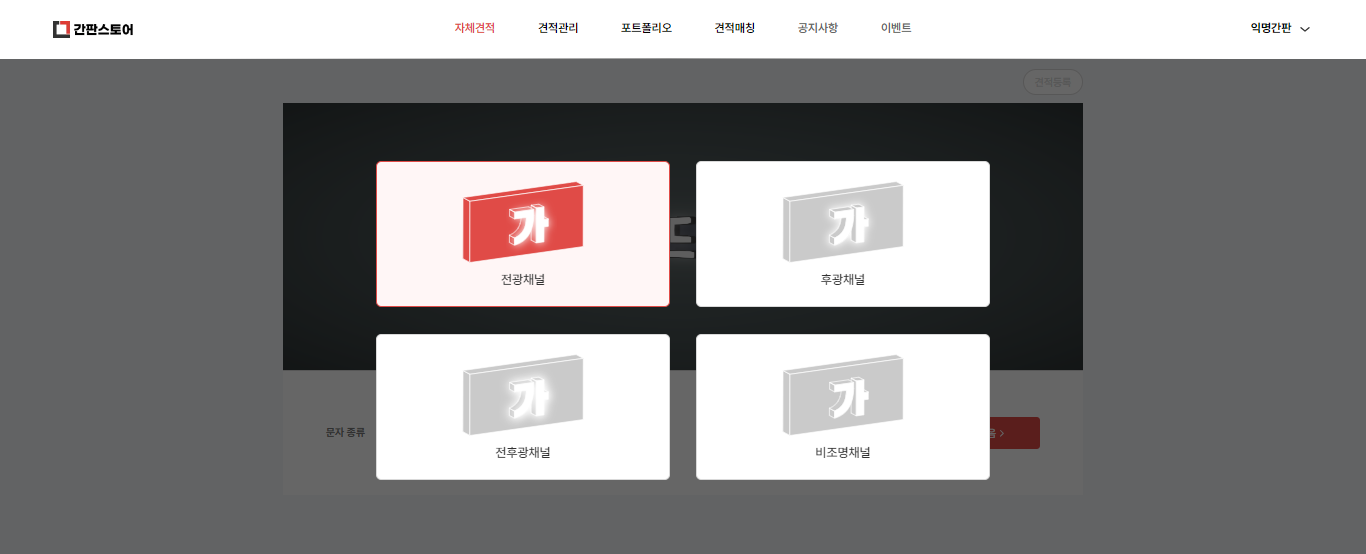 간판스토어
자체견적 견적관리 포트폴리오 견적매칭 공지사항 이벤트
익명간판
견적등록
가
전광채널
가
후광채널
가
전후광채널
가
비조명채널
문자 종류